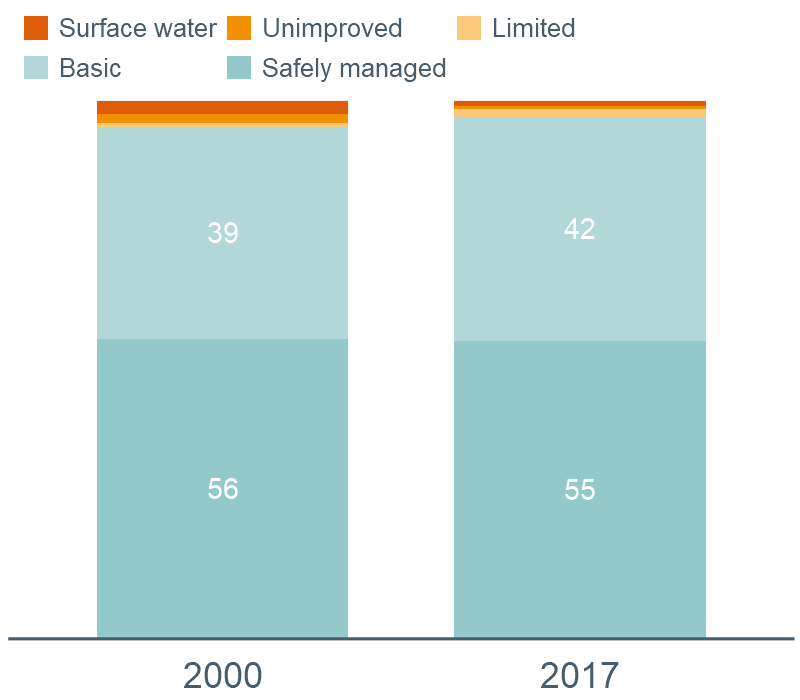 Surface water Unimproved Limited
Basic Safely managed
39 42
56 55
2000 2017